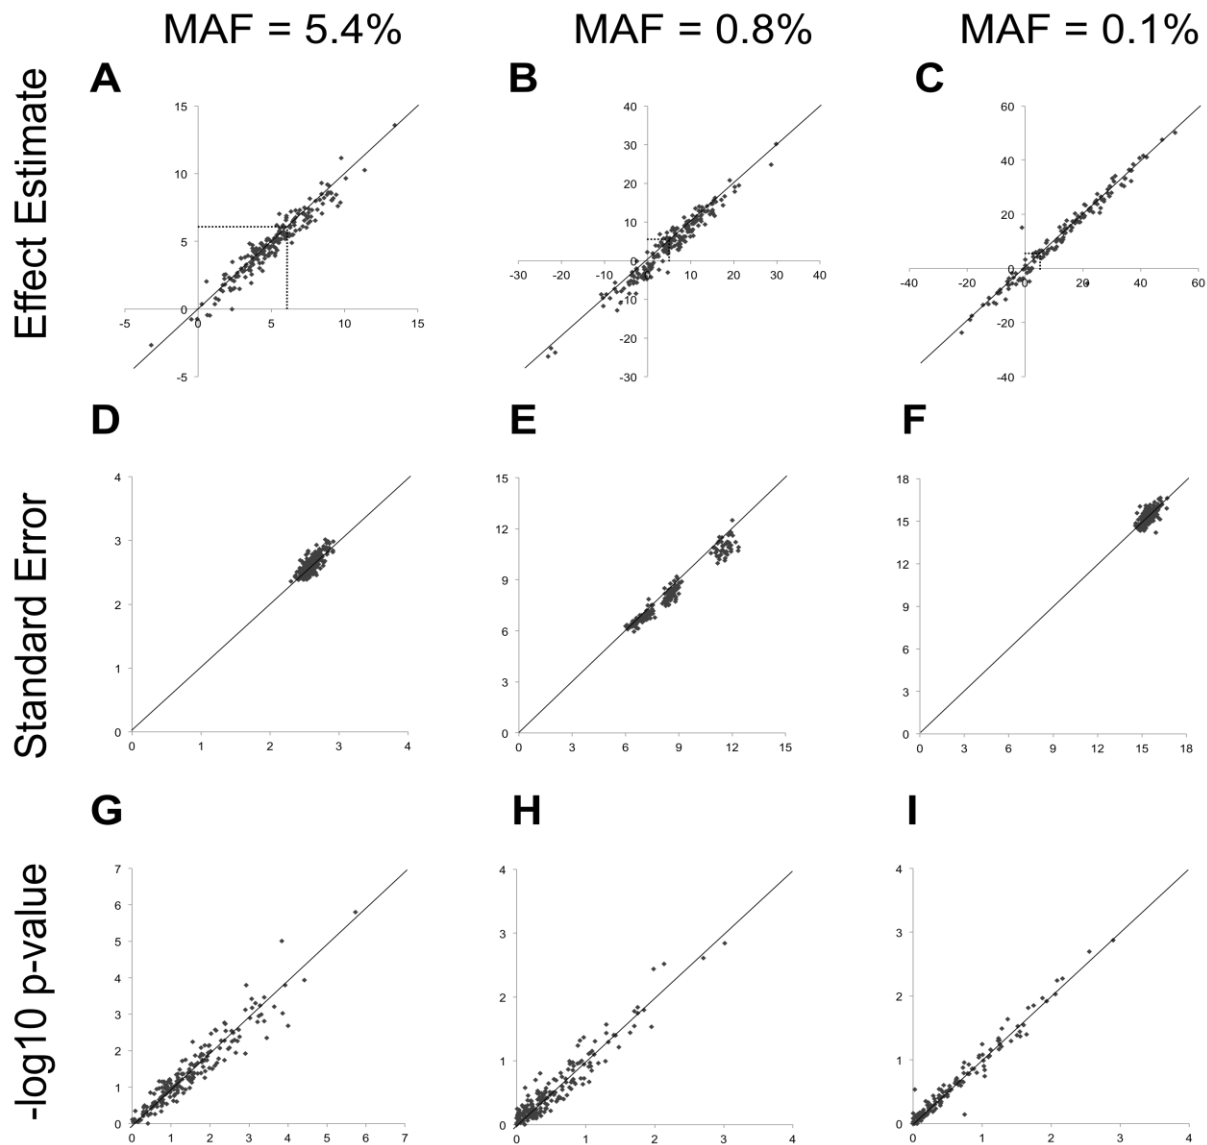 MAF = 5.4% MAF = 0.8% MAF = 0.1%
Effect Estimate
A B C
15 40 60
10 30 40
5 20 20
0 10 0
-5 0 -20
-10 -40
-20
-30
-5 0 5 10 15
-30 -20 -10 0 10 20 30 40
-40 -20 0 20 40 60
Standard Error
D E F
4 15 18
3 12 15
2 9 12
1 6 9
0 3 6
0 3
0
0 1 2 3 4
0 3 6 9 12 15
0 3 6 9 12 15 18
-log10 p-value
G H I
7 4 4
6 3 3
5 2 2
4 1 1
3 0 0
2
1
0
0 1 2 3 4 5 6 7
0 1 2 3 4
0 1 2 3 4